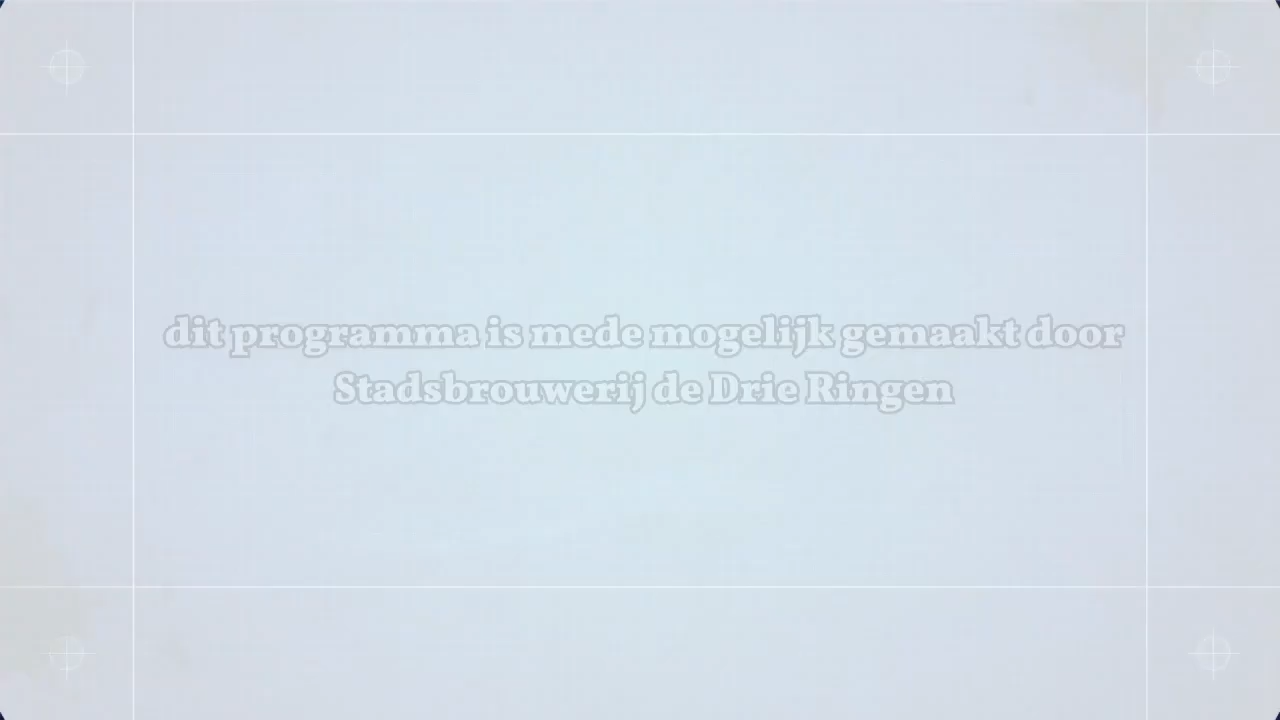 dit programma is mede mogelijk gemaakt door
Stadsbrouwerij de Drie Ringen